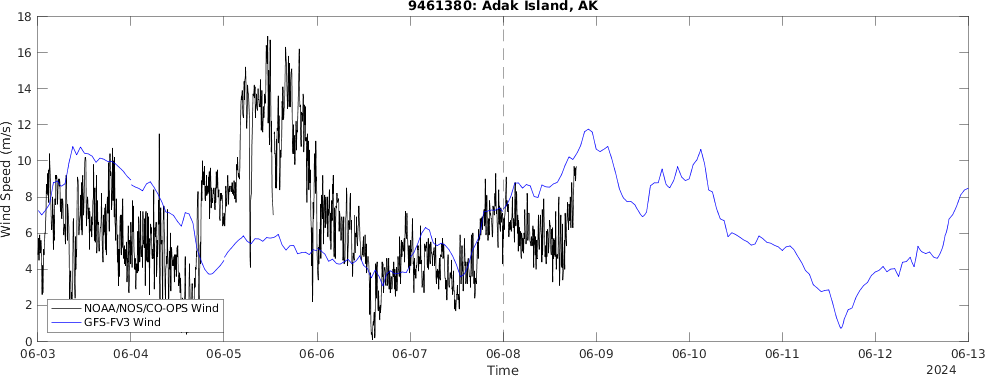 9461380: Adak Island, AK
18
16
14
12
10
8
6
4
2
0
Wind Speed (m/s)
NOAA/NOS/CO-OPS Wind
GFS-FV3 Wind
06-03 06-04 06-05 06-06 06-07 06-08 06-09 06-10 06-11 06-12 06-13
Time
2024